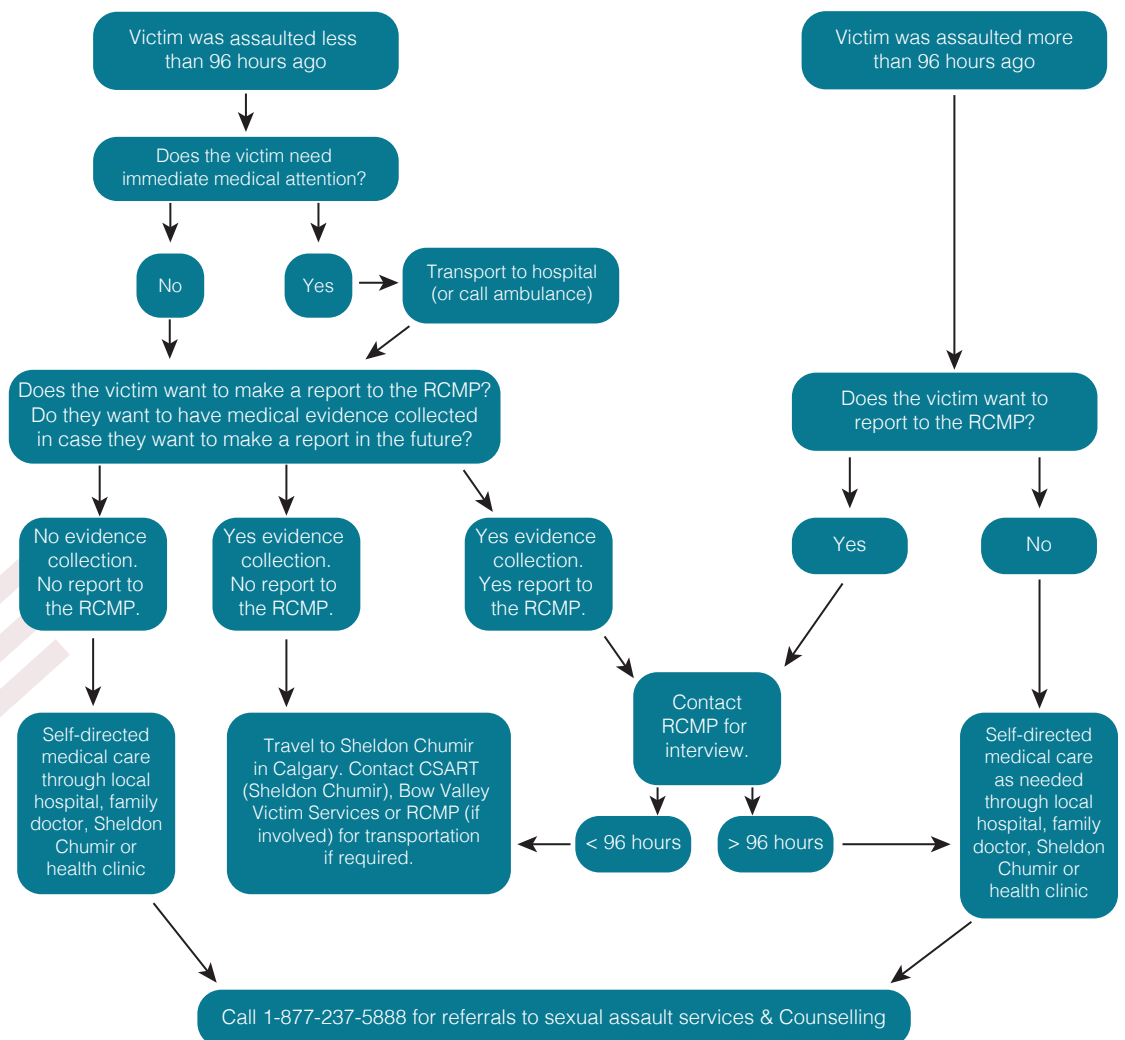 Victim was assaulted less
than 96 hours ago
Victim was assaulted more
than 96 hours ago
Does the victim need
immediate medical attention?
No
Yes
Transport to hospital
(or call ambulance)
Does the victim want to make a report to the RCMP?
Do they want to have medical evidence collected
in case they want to make a report in the future?
Does the victim want to
report to the RCMP?
No evidence
collection.
No report to
the RCMP.
Yes evidence
collection.
No report to
the RCMP.
Yes evidence
collection.
Yes report to
the RCMP.
Yes
No
Self-directed
medical care
through local
hospital, family
doctor, Sheldon
Chumir or
health clinic
Travel to Sheldon Chumir
in Calgary. Contact CSART
(Sheldon Chumir), Bow Valley
Victim Services or RCMP (if
involved) for transportation
if required.
Contact
RCMP for
interview.
< 96 hours
> 96 hours
Self-directed
medical care
as needed
through local
hospital, family
doctor, Sheldon
Chumir or
health clinic
Call 1-877-237-5888 for referrals to sexual assault services & Counselling